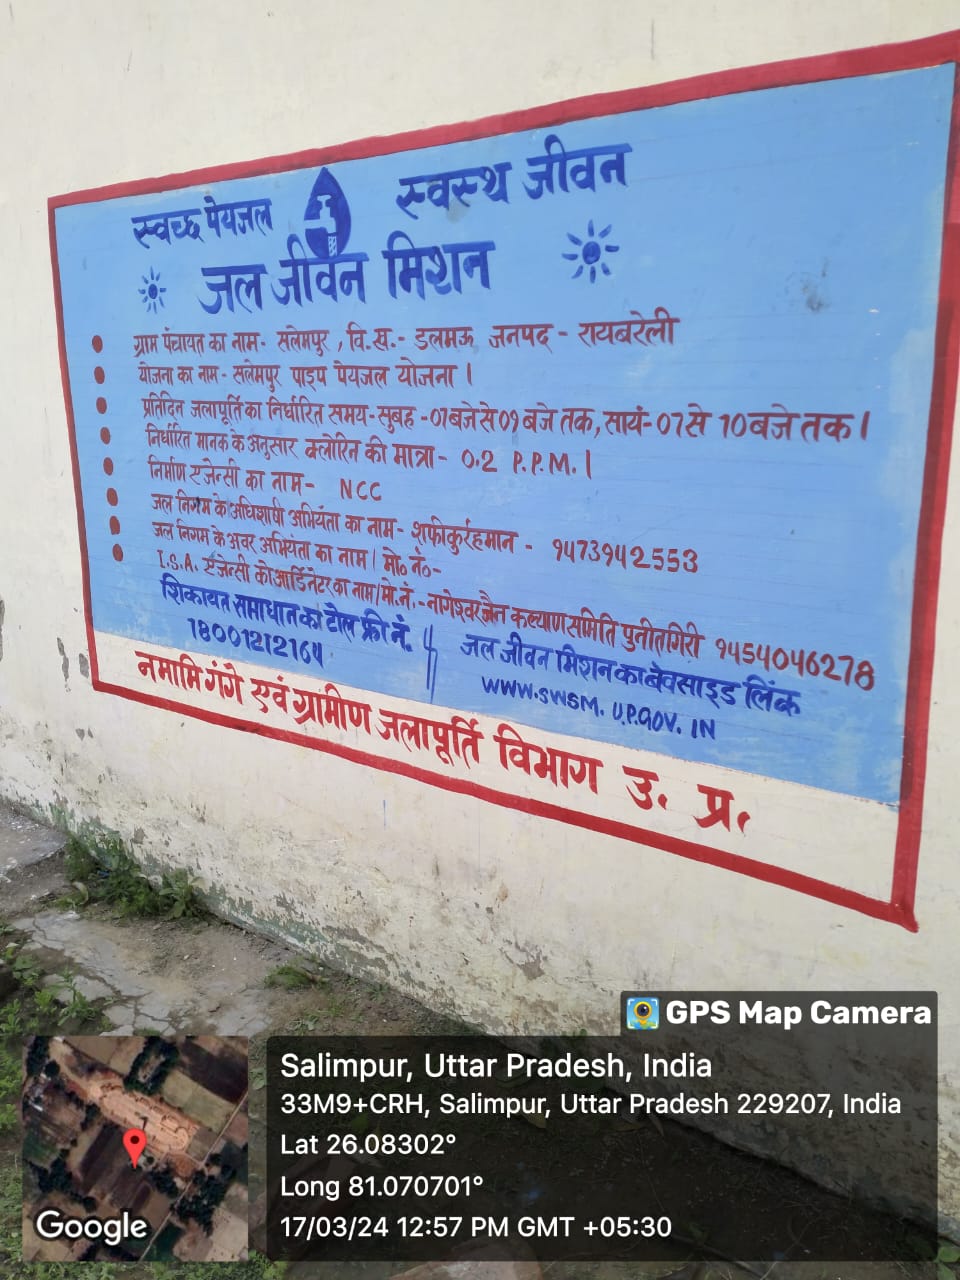 स्वच्छ पेयजल स्वस्थ जीवन
जल जीवन मिशन
ग्राम पंचायत का नाम- सलेमपुर, वि.ख.- डलमऊ जनपद - रायबरेली
योजना का नाम - सलेमपुर पाइप पेयजल योजना।
प्रतिदिन जलापूर्ति का निर्धारित समय-सुबह -07 बजे से 09 बजे तक, सायं-07 से 10 बजे तक।
निर्धारित मानक के अनुसार क्लोरिन की मात्रा- 0.2 P.P.M.।
निर्माण एजेन्सी का नाम- NCC
जल निगम के अधिशाषी अभियंता का नाम- शफीकुर्रहमान - 9473942553
जल निगम के अवर अभियंता का नाम/मो० नं०-
I.S.A. एजेन्सी कोआर्डिनेटर का नाम/मो.नं.-नागेश्वर जैन कल्याण समिति पुनीतगिरी 9454046278
शिकायत समाधान का टोल फ्री नं. // जल जीवन मिशन का वेवसाइड लिंक
18001212164 WWW.SWSM.UP.GOV.IN
नमामि गंगे एवं ग्रामीण जलापूर्ति विभाग उ. प्र.
GPS Map Camera
Salimpur, Uttar Pradesh, India
33M9+CRH, Salimpur, Uttar Pradesh 229207, India
Lat 26.08302°
Long 81.070701°
17/03/24 12:57 PM GMT +05:30
Google